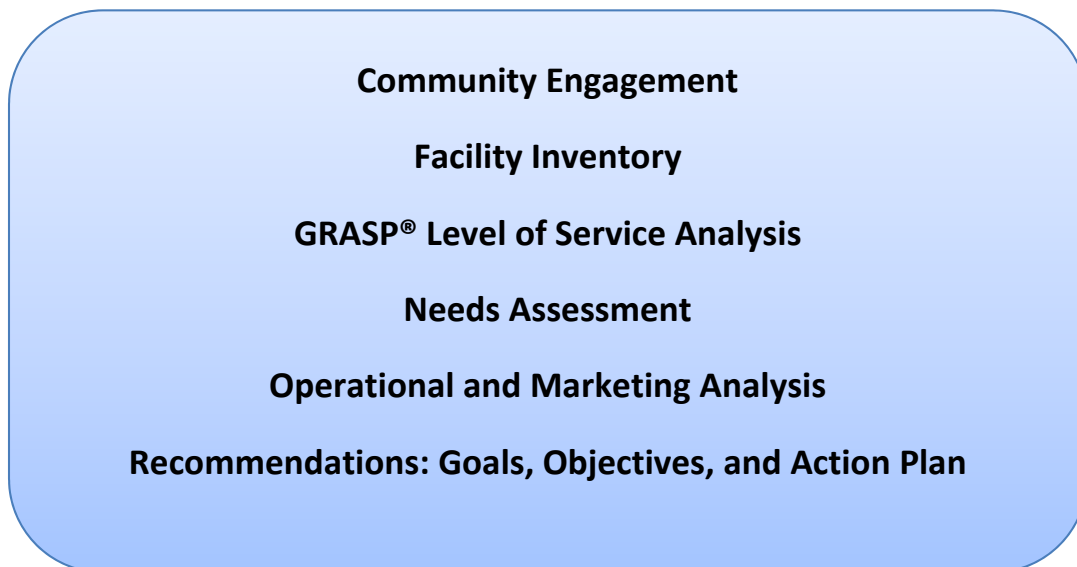 Community Engagement
Facility Inventory
GRASP® Level of Service Analysis
Needs Assessment
Operational and Marketing Analysis
Recommendations: Goals, Objectives, and Action Plan